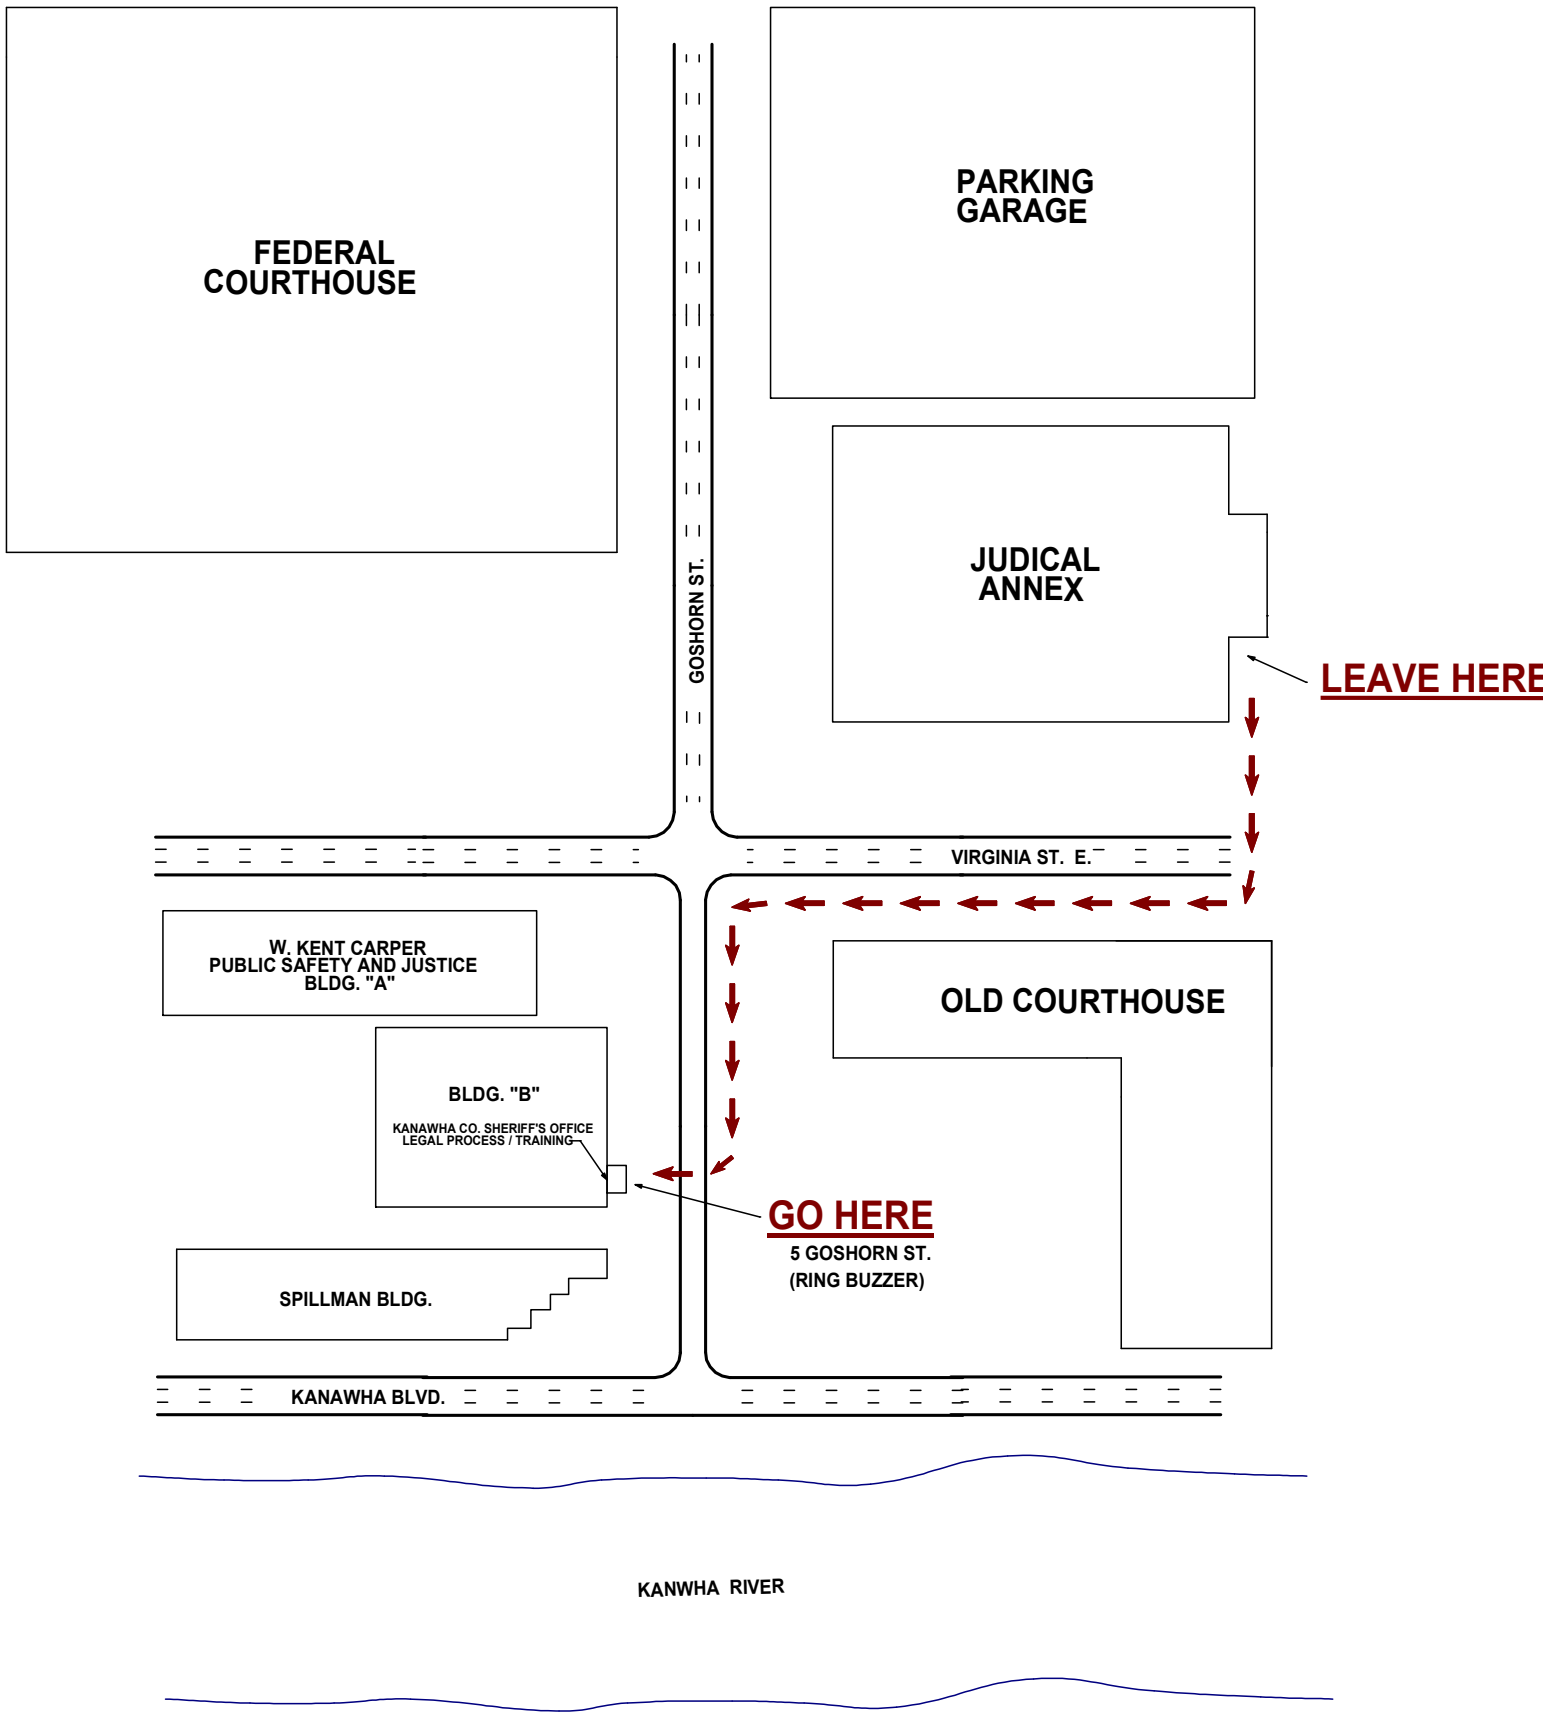 PARKING
GARAGE
FEDERAL
COURTHOUSE
JUDICAL
ANNEX
GOSHORN ST.
LEAVE HERE
VIRGINIA ST. E.
W. KENT CARPER
PUBLIC SAFETY AND JUSTICE
BLDG. "A"
OLD COURTHOUSE
BLDG. "B"
KANAWHA CO. SHERIFF'S OFFICE
LEGAL PROCESS / TRAINING
GO HERE
5 GOSHORN ST.
(RING BUZZER)
SPILLMAN BLDG.
KANAWHA BLVD.
KANWHA RIVER